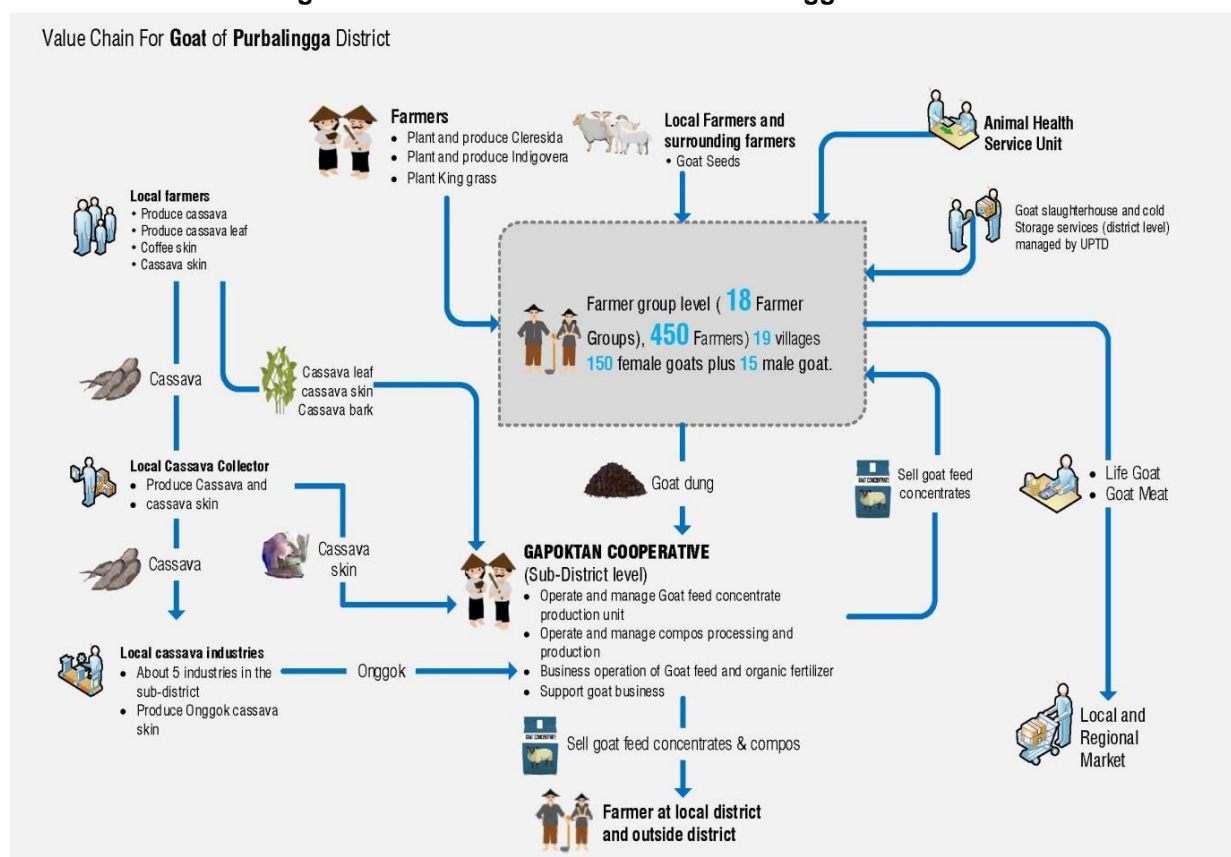 Value Chain For Goat of Purbalingga District
Farmers
• Plant and produce Cleresida
• Plant and produce Indigovera
• Plant King grass
Local Farmers and
surrounding farmers
• Goat Seeds
Animal Health
Service Unit
Goat slaughterhouse and cold
Storage services (district level)
managed by UPTD
Local farmers
• Produce cassava
• Produce cassava leaf
• Coffee skin
• Cassava skin
Farmer group level ( 18 Farmer
Groups), 450 Farmers) 19 villages
150 female goats plus 15 male goat.
Cassava
Cassava leaf
cassava skin
Cassava bark
Local Cassava Collector
• Produce Cassava and
• cassava skin
Goat dung
Sell goat feed
concentrates
• Life Goat
• Goat Meat
Cassava
Cassava
skin
GAPOKTAN COOPERATIVE
(Sub-District level)
• Operate and manage Goat feed concentrate
production unit
• Operate and manage compos processing and
production
• Business operation of Goat feed and organic fertilizer
• Support goat business
Local cassava industries
• About 5 industries in the
sub-district
• Produce Onggok cassava
skin
Onggok
Sell goat feed concentrates & compos
Local and
Regional
Market
Farmer at local district
and outside district